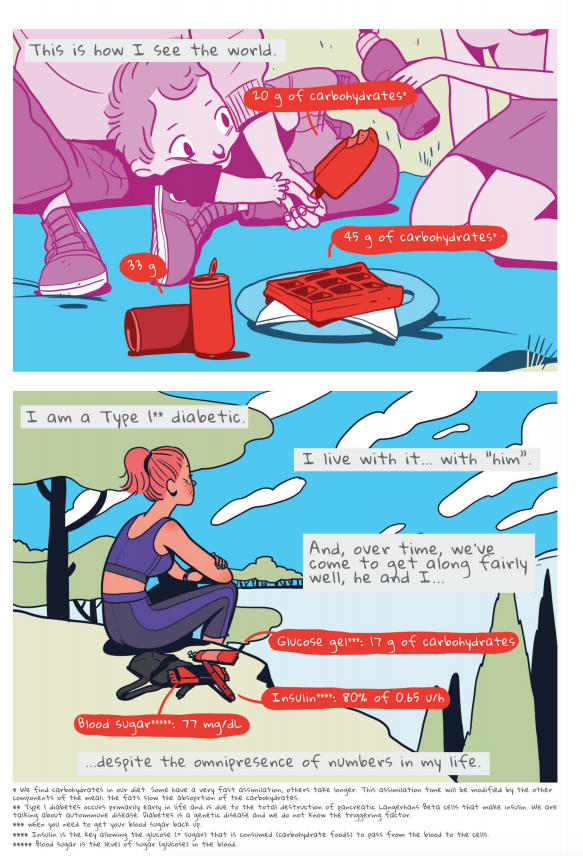 This is how I see the world.
20 g of carbohydrates*
45 g of carbohydrates*
33 g
I am a Type 1** diabetic.
I live with it... with "him".
And, over time, we've
come to get along fairly
well, he and I...
Glucose gel***: 17 g of carbohydrates
Insulin****: 80% of 0.65 u/h
Blood sugar*****: 77 mg/dL
...despite the omnipresence of numbers in my life.
* We find carbohydrates in our diet. Some have a very fast assimilation, others take longer. This assimilation time will be modified by the other
components of the meal: the fats slow the absorption of the carbohydrates.
** Type 1 diabetes occurs primarily early in life and is due to the total destruction of pancreatic Langerhans Beta cells that make insulin. We are
talking about autoimmune disease. Diabetes is a genetic disease and we do not know the triggering factor.
*** when you need to get your blood sugar back up.
**** Insulin is the key allowing the glucose (= sugar) that is consumed (carbohydrate foods) to pass from the blood to the cells.
***** Blood sugar is the level of sugar (glucose) in the blood.